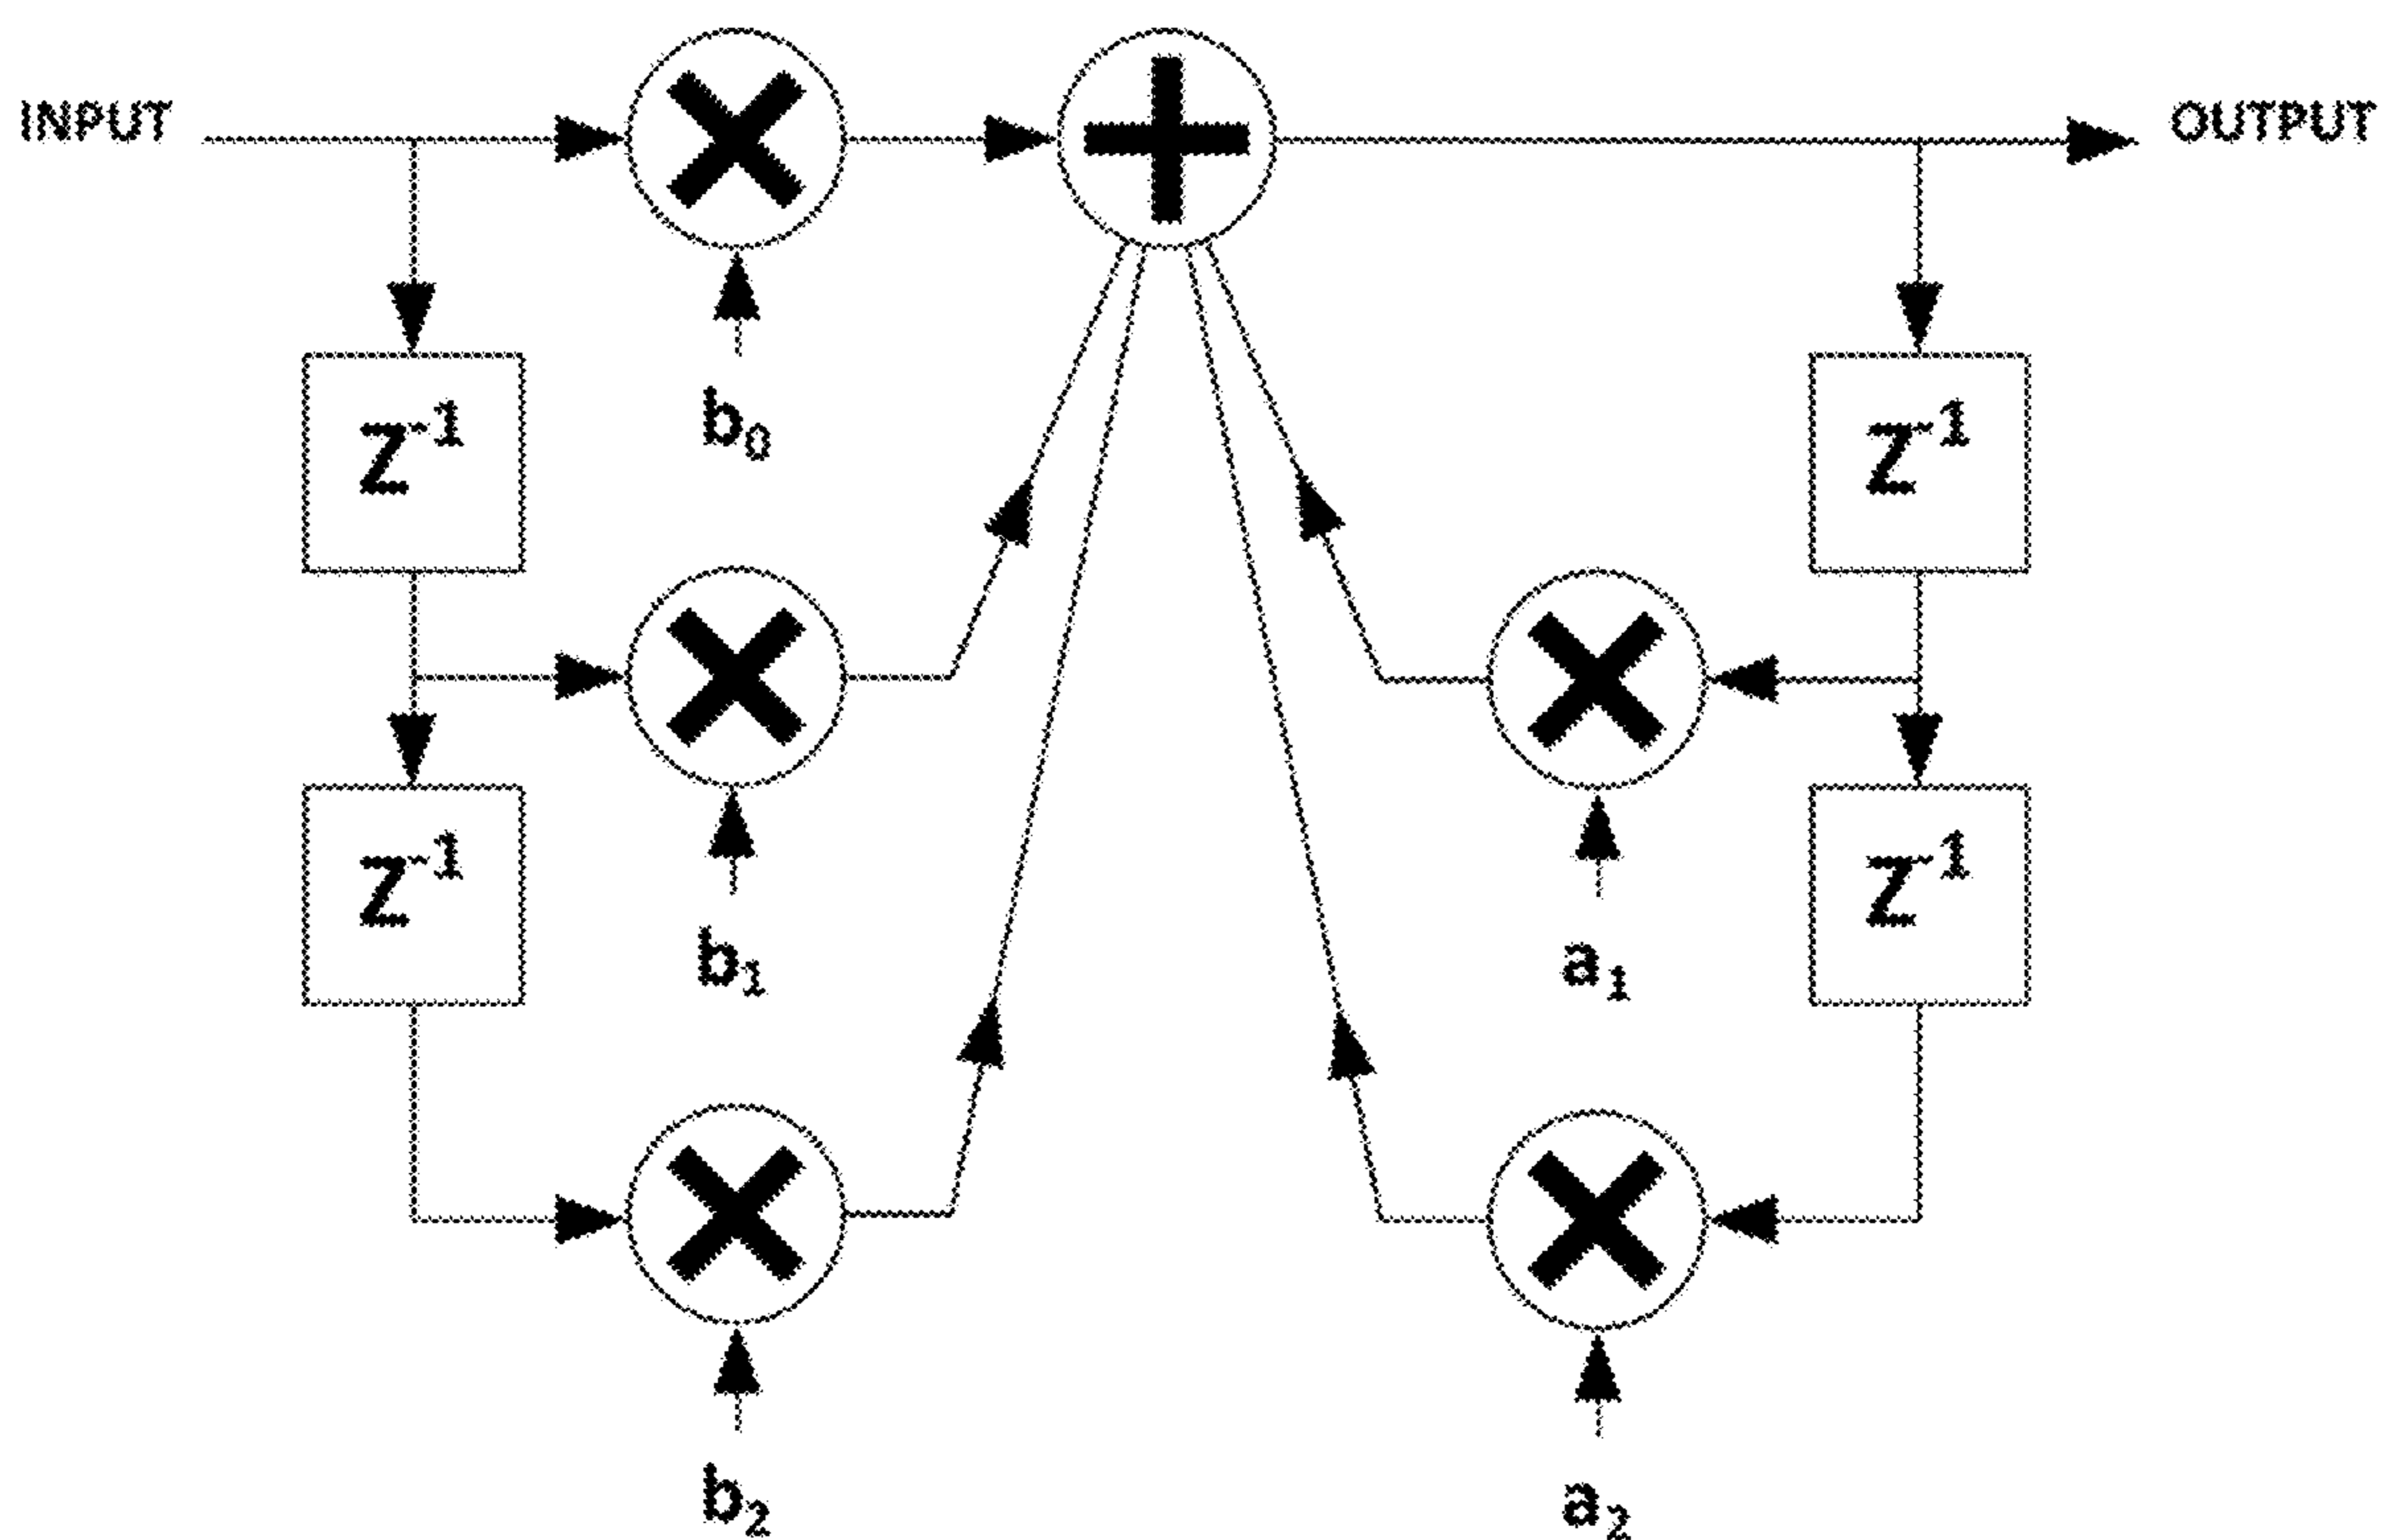 INPUT
OUTPUT
Z⁻¹
b₀
Z⁻¹
Z⁻¹
b₁
a₁
Z⁻¹
b₂
a₂